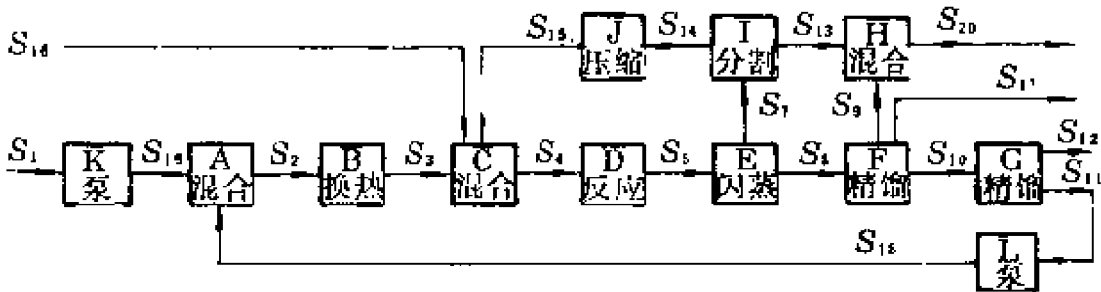 S₁₆ S₁₅ J S₁₄ I S₁₃ H S₂₀
压缩 分割 混合
S₇ S₉
S₁₂
S₁ K A S₂ B S₃ C S₄ D S₅ E S₈ F S₁₀ G S₁₁
泵 混合 换热 混合 反应 闪蒸 精馏 精馏
S₁₈ L
泵